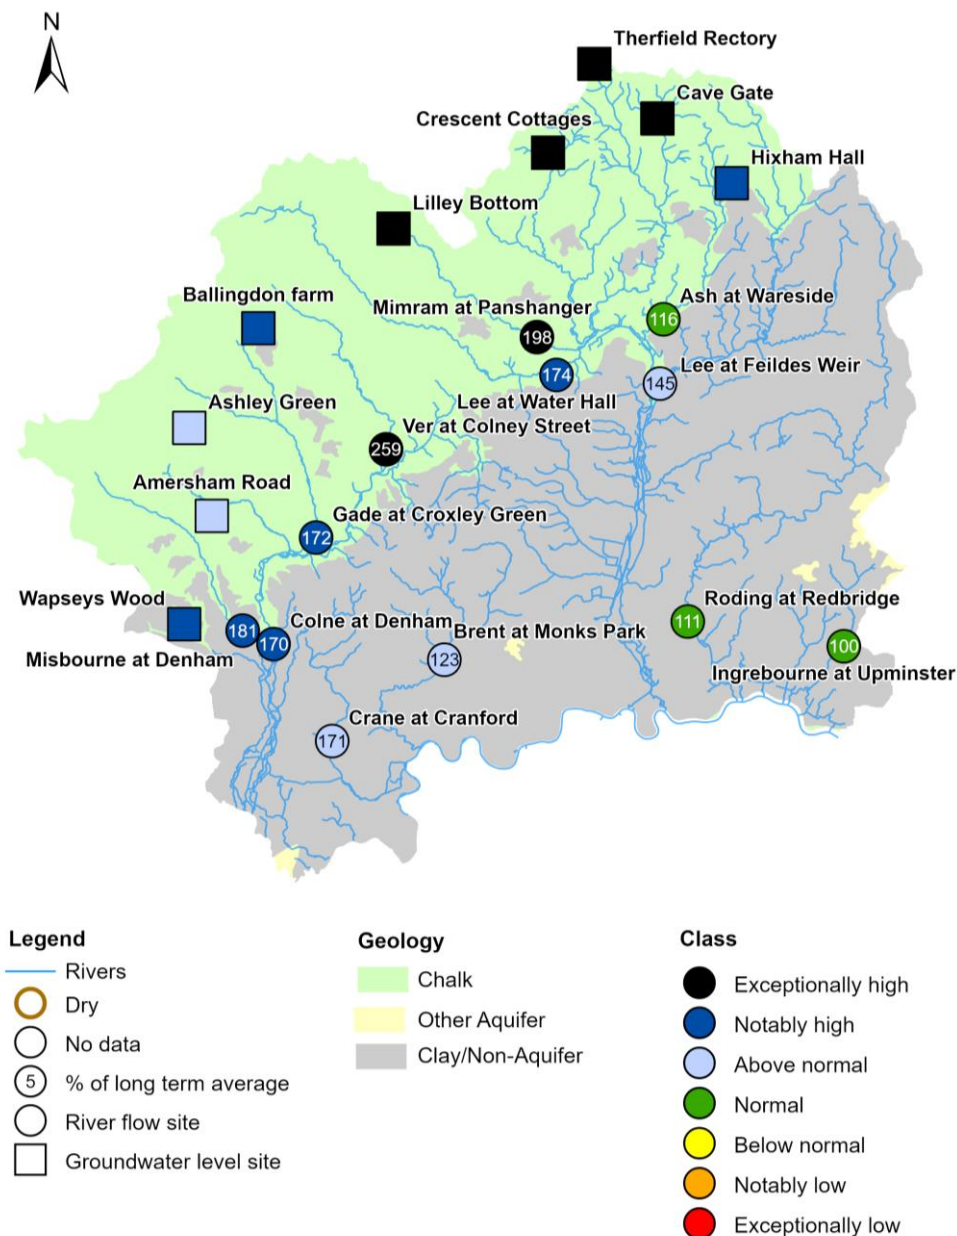 N
Therfield Rectory
Cave Gate
Crescent Cottages
Hixham Hall
Lilley Bottom
Ballingdon farm
Mimram at Panshanger
198
Ash at Wareside
116
174
Lee at Water Hall
Lee at Feildes Weir
145
Ashley Green
Ver at Colney Street
259
Amersham Road
Gade at Croxley Green
172
Wapseys Wood
181
Misbourne at Denham
Colne at Denham
170
Brent at Monks Park
123
Roding at Redbridge
111
100
Ingrebourne at Upminster
Crane at Cranford
171
Legend
Rivers
Dry
No data
5
% of long term average
River flow site
Groundwater level site
Geology
Chalk
Other Aquifer
Clay/Non-Aquifer
Class
Exceptionally high
Notably high
Above normal
Normal
Below normal
Notably low
Exceptionally low